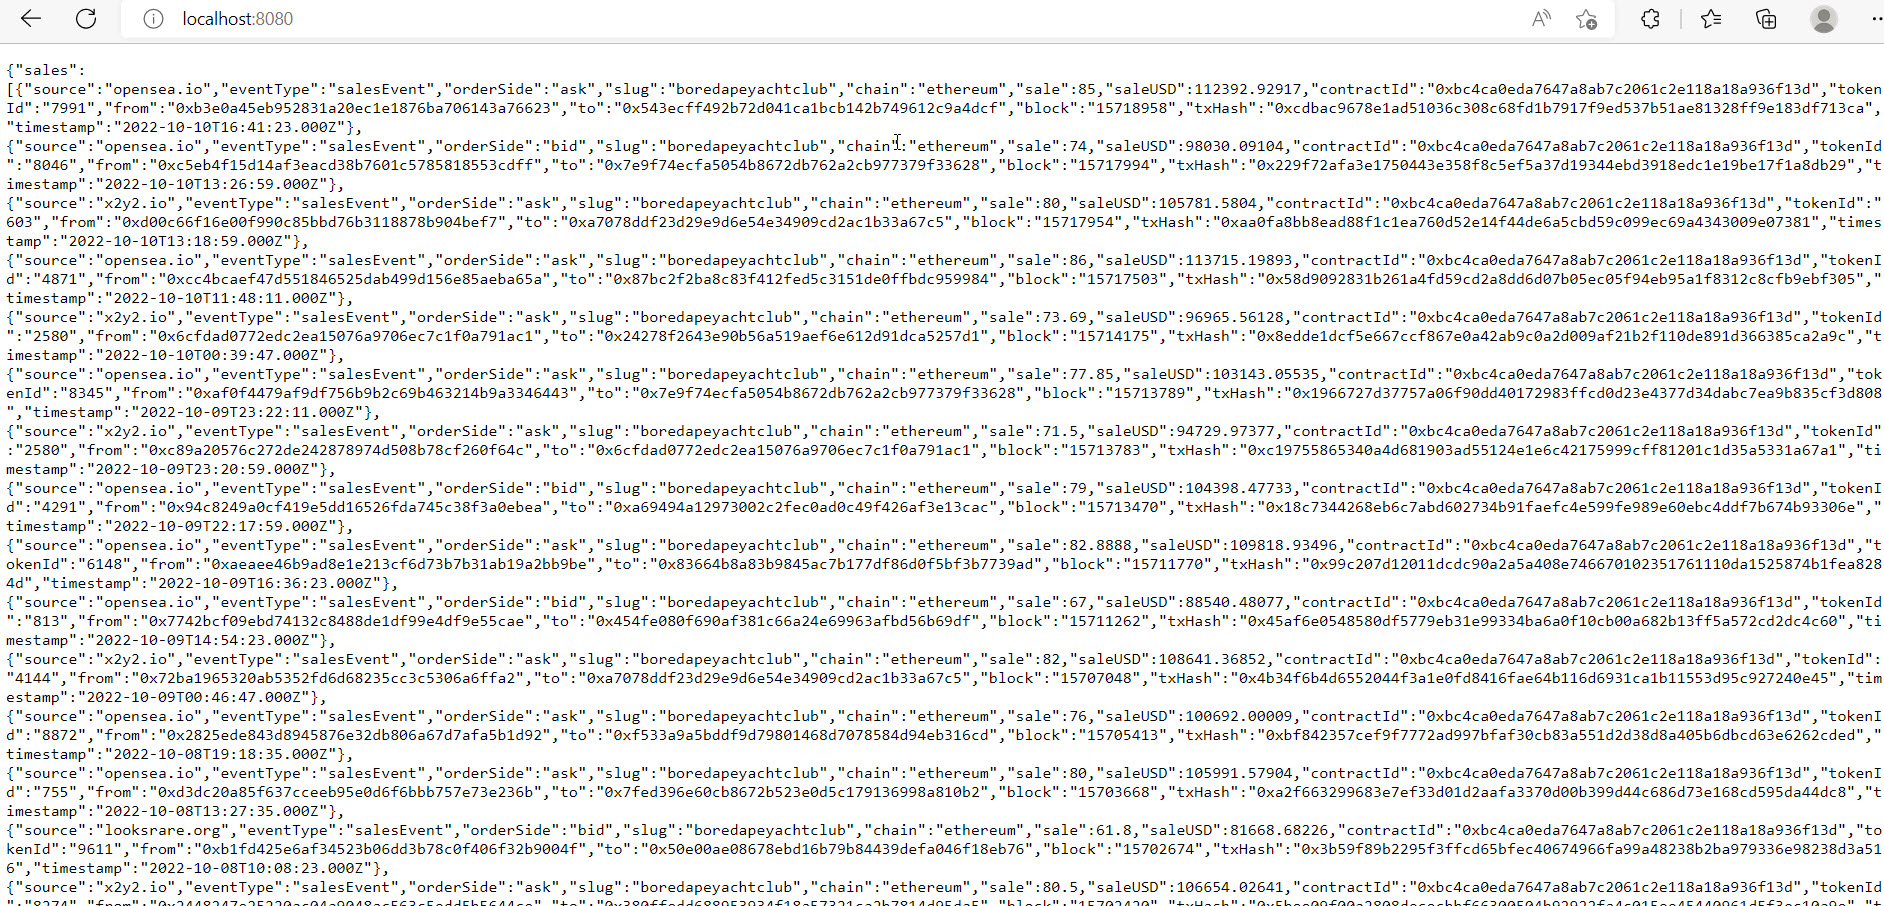 localhost:8080
{"sales":
[{"source":"opensea.io","eventType":"salesEvent","orderSide":"ask","slug":"boredapeyachtclub","chain":"ethereum","sale":85,"saleUSD":112392.92917,"contractId":"0xbc4ca0eda7647a8ab7c2061c2e118a18a936f13d","token
Id":"7991","from":"0xb3e0a45eb952831a20ec1e1876ba706143a76623","to":"0x543ecff492b72d041ca1bcb142b749612c9a4dcf","block":"15718958","txHash":"0xcdbac9678e1ad51036c308c68fd1b7917f9ed537b51ae81328ff9e183df713ca",
"timestamp":"2022-10-10T16:41:23.000Z"},
{"source":"opensea.io","eventType":"salesEvent","orderSide":"bid","slug":"boredapeyachtclub","chain":"ethereum","sale":74,"saleUSD":98030.09104,"contractId":"0xbc4ca0eda7647a8ab7c2061c2e118a18a936f13d","tokenId
":"8046","from":"0xc5eb4f15d14af3eacd38b7601c5785818553cdff","to":"0x7e9f74ecfa5054b8672db762a2cb977379f33628","block":"15717994","txHash":"0x229f72afa3e1750443e358f8c5ef5a37d19344ebd3918edc1e19be17f1a8db29","t
imestamp":"2022-10-10T13:26:59.000Z"},
{"source":"x2y2.io","eventType":"salesEvent","orderSide":"ask","slug":"boredapeyachtclub","chain":"ethereum","sale":80,"saleUSD":105781.5804,"contractId":"0xbc4ca0eda7647a8ab7c2061c2e118a18a936f13d","tokenId":"
603","from":"0xd00c66f16e00f990c85bbd76b3118878b904bef7","to":"0xa7078ddf23d29e9d6e54e34909cd2ac1b33a67c5","block":"15717954","txHash":"0xaa0fa8bb8ead88f1c1ea760d52e14f44de6a5cbd59c099ec69a4343009e07381","times
tamp":"2022-10-10T13:18:59.000Z"},
{"source":"opensea.io","eventType":"salesEvent","orderSide":"ask","slug":"boredapeyachtclub","chain":"ethereum","sale":86,"saleUSD":113715.19893,"contractId":"0xbc4ca0eda7647a8ab7c2061c2e118a18a936f13d","tokenI
d":"4871","from":"0xcc4bcaef47d551846525dab499d156e85aeba65a","to":"0x87bc2f2ba8c83f412fed5c3151de0ffbdc959984","block":"15717503","txHash":"0x58d9092831b261a4fd59cd2a8dd6d07b05ec05f94eb95a1f8312c8cfb9ebf305","
timestamp":"2022-10-10T11:48:11.000Z"},
{"source":"x2y2.io","eventType":"salesEvent","orderSide":"ask","slug":"boredapeyachtclub","chain":"ethereum","sale":73.69,"saleUSD":96965.56128,"contractId":"0xbc4ca0eda7647a8ab7c2061c2e118a18a936f13d","tokenId
":"2580","from":"0x6cfdad0772edc2ea15076a9706ec7c1f0a791ac1","to":"0x24278f2643e90b56a519aef6e612d91dca5257d1","block":"15714175","txHash":"0x8edde1dcf5e667ccf867e0a42ab9c0a2d009af21b2f110de891d366385ca2a9c","t
imestamp":"2022-10-10T00:39:47.000Z"},
{"source":"opensea.io","eventType":"salesEvent","orderSide":"ask","slug":"boredapeyachtclub","chain":"ethereum","sale":77.85,"saleUSD":103143.05535,"contractId":"0xbc4ca0eda7647a8ab7c2061c2e118a18a936f13d","tok
enId":"8345","from":"0xaf0f4479af9df756b9b2c69b463214b9a3346443","to":"0x7e9f74ecfa5054b8672db762a2cb977379f33628","block":"15713789","txHash":"0x1966727d37757a06f90dd40172983ffcd0d23e4377d34dabc7ea9b835cf3d808
","timestamp":"2022-10-09T23:22:11.000Z"},
{"source":"x2y2.io","eventType":"salesEvent","orderSide":"ask","slug":"boredapeyachtclub","chain":"ethereum","sale":71.5,"saleUSD":94729.97377,"contractId":"0xbc4ca0eda7647a8ab7c2061c2e118a18a936f13d","tokenId"
:"2580","from":"0xc89a20576c272de242878974d508b78cf260f64c","to":"0x6cfdad0772edc2ea15076a9706ec7c1f0a791ac1","block":"15713783","txHash":"0xc19755865340a4d681903ad55124e1e6c42175999cff81201c1d35a5331a67a1","ti
mestamp":"2022-10-09T23:20:59.000Z"},
{"source":"opensea.io","eventType":"salesEvent","orderSide":"bid","slug":"boredapeyachtclub","chain":"ethereum","sale":79,"saleUSD":104398.47733,"contractId":"0xbc4ca0eda7647a8ab7c2061c2e118a18a936f13d","tokenI
d":"4291","from":"0x94c8249a0cf419e5dd16526fda745c38f3a0ebea","to":"0xa69494a12973002c2fec0ad0c49f426af3e13cac","block":"15713470","txHash":"0x18c7344268eb6c7abd602734b91faefc4e599fe989e60ebc4ddf7b674b93306e","
timestamp":"2022-10-09T22:17:59.000Z"},
{"source":"opensea.io","eventType":"salesEvent","orderSide":"ask","slug":"boredapeyachtclub","chain":"ethereum","sale":82.8888,"saleUSD":109818.93496,"contractId":"0xbc4ca0eda7647a8ab7c2061c2e118a18a936f13d","t
okenId":"6148","from":"0xaeaee46b9ad8e1e213cf6d73b7b31ab19a2bb9be","to":"0x83664b8a83b9845ac7b177df86d0f5bf3b7739ad","block":"15711770","txHash":"0x99c207d12011dcdc90a2a5a408e746670102351761110da1525874b1fea828
4d","timestamp":"2022-10-09T16:36:23.000Z"},
{"source":"opensea.io","eventType":"salesEvent","orderSide":"bid","slug":"boredapeyachtclub","chain":"ethereum","sale":67,"saleUSD":88540.48077,"contractId":"0xbc4ca0eda7647a8ab7c2061c2e118a18a936f13d","tokenId
":"813","from":"0x7742bcf09ebd74132c8488de1df99e4df9e55cae","to":"0x454fe080f690af381c66a24e69963afbd56b69df","block":"15711262","txHash":"0x45af6e0548580df5779eb31e99334ba6a0f10cb00a682b13ff5a572cd2dc4c60","ti
mestamp":"2022-10-09T14:54:23.000Z"},
{"source":"x2y2.io","eventType":"salesEvent","orderSide":"ask","slug":"boredapeyachtclub","chain":"ethereum","sale":82,"saleUSD":108641.36852,"contractId":"0xbc4ca0eda7647a8ab7c2061c2e118a18a936f13d","tokenId":
"4144","from":"0x72ba1965320ab5352fd6d68235cc3c5306a6ffa2","to":"0xa7078ddf23d29e9d6e54e34909cd2ac1b33a67c5","block":"15707048","txHash":"0x4b34f6b4d6552044f3a1e0fd8416fae64b116d6931ca1b11553d95c927240e45","tim
estamp":"2022-10-09T00:46:47.000Z"},
{"source":"opensea.io","eventType":"salesEvent","orderSide":"ask","slug":"boredapeyachtclub","chain":"ethereum","sale":76,"saleUSD":100692.00009,"contractId":"0xbc4ca0eda7647a8ab7c2061c2e118a18a936f13d","tokenI
d":"8872","from":"0x2825ede843d8945876e32db806a67d7afa5b1d92","to":"0xf533a9a5bddf9d79801468d7078584d94eb316cd","block":"15705413","txHash":"0xbf842357cef9f7772ad997bfaf30cb83a551d2d38d8a405b6dbcd63e6262cded","
timestamp":"2022-10-08T19:18:35.000Z"},
{"source":"opensea.io","eventType":"salesEvent","orderSide":"ask","slug":"boredapeyachtclub","chain":"ethereum","sale":80,"saleUSD":105991.57904,"contractId":"0xbc4ca0eda7647a8ab7c2061c2e118a18a936f13d","tokenI
d":"755","from":"0xd3dc20a85f637cceeb95e0d6f6bbb757e73e236b","to":"0x7fed396e60cb8672b523e0d5c179136998a810b2","block":"15703668","txHash":"0xa2f663299683e7ef33d01d2aafa3370d00b399d44c686d73e168cd595da44dc8","t
imestamp":"2022-10-08T13:27:35.000Z"},
{"source":"looksrare.org","eventType":"salesEvent","orderSide":"bid","slug":"boredapeyachtclub","chain":"ethereum","sale":61.8,"saleUSD":81668.68226,"contractId":"0xbc4ca0eda7647a8ab7c2061c2e118a18a936f13d","to
kenId":"9611","from":"0xb1fd425e6af34523b06dd3b78c0f406f32b9004f","to":"0x50e00ae08678ebd16b79b84439defa046f18eb76","block":"15702674","txHash":"0x3b59f89b2295f3ffcd65bfec40674966fa99a48238b2ba979336e98238d3a51
6","timestamp":"2022-10-08T10:08:23.000Z"},
{"source":"x2y2.io","eventType":"salesEvent","orderSide":"ask","slug":"boredapeyachtclub","chain":"ethereum","sale":80.5,"saleUSD":106654.02641,"contractId":"0xbc4ca0eda7647a8ab7c2061c2e118a18a936f13d","tokenId